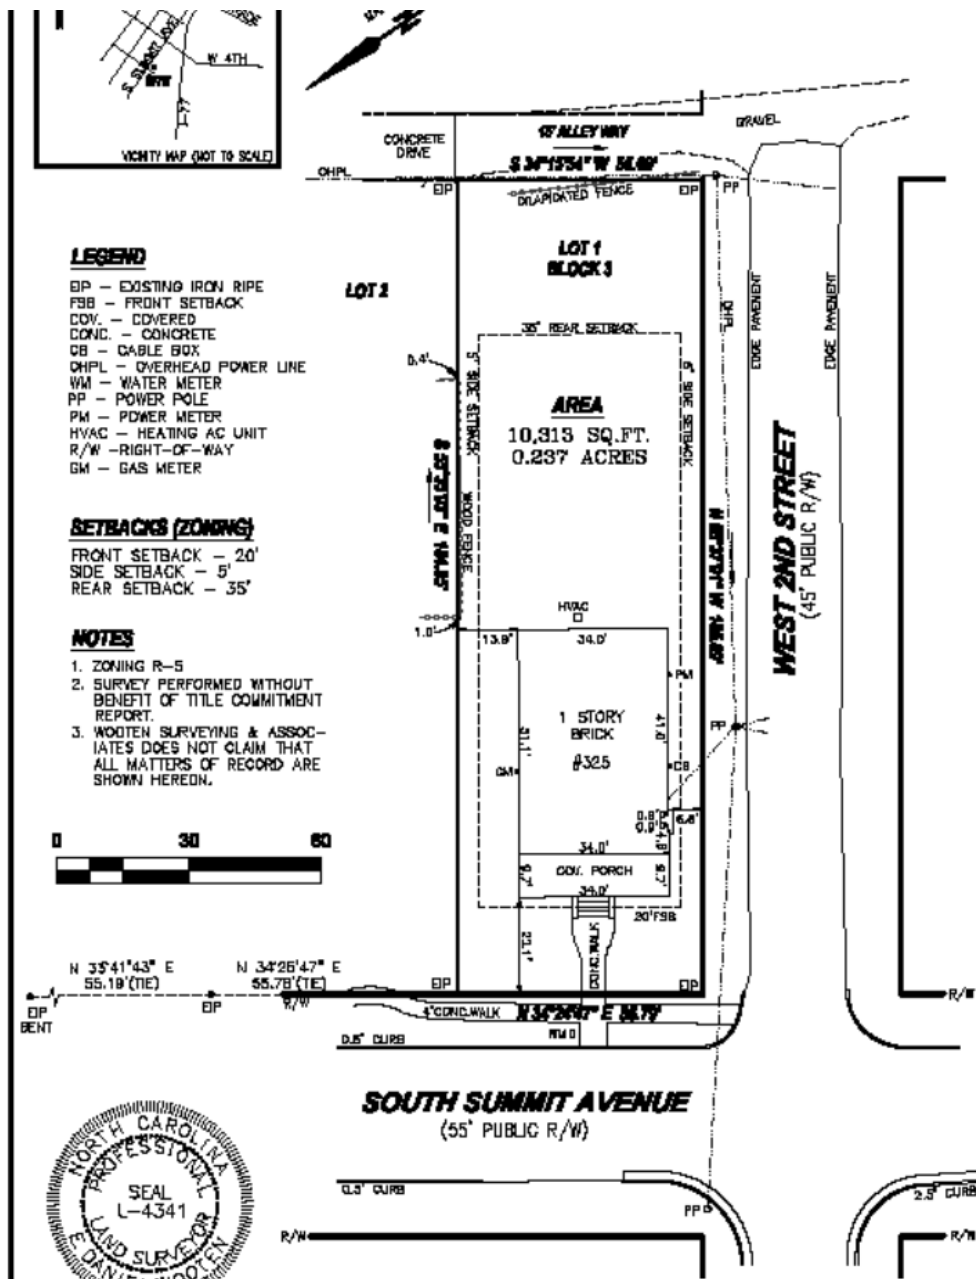 W 4TH
S SUMMIT AVE
I-77
VICINITY MAP (NOT TO SCALE)
CONCRETE
DRIVE
ALLEY WAY
GRAVEL
OHPL
EIP
EIP
PP
DILAPIDATED FENCE
LOT 1
BLOCK 3
LOT 2
LEGEND
EIP – EXISTING IRON RIPE
FSB – FRONT SETBACK
COV. – COVERED
CONC. – CONCRETE
CB – CABLE BOX
OHPL – OVERHEAD POWER LINE
WM – WATER METER
PP – POWER POLE
PM – POWER METER
HVAC – HEATING AC UNIT
R/W –RIGHT–OF–WAY
GM – GAS METER
SETBACKS (ZONING)
FRONT SETBACK – 20'
SIDE SETBACK – 5'
REAR SETBACK – 35'
NOTES
1. ZONING R–5
2. SURVEY PERFORMED WITHOUT
BENEFIT OF TITLE COMMITMENT
REPORT.
3. WOOTEN SURVEYING & ASSOC–
IATES DOES NOT CLAIM THAT
ALL MATTERS OF RECORD ARE
SHOWN HEREON.
0 30 60
35' REAR SETBACK
0.4'
5' SIDE SETBACK
5' SIDE SETBACK
OHPL
EDGE PAVEMENT
EDGE PAVEMENT
AREA
10,313 SQ.FT.
0.237 ACRES
WOOD FENCE
WEST 2ND STREET
(45' PUBLIC R/W)
HVAC
1.0'
13.9'
34.0'
PM
1 STORY
BRICK
#325
41.0'
GM
CB
PP
34.0'
COV. PORCH
9.7'
9.7'
34.0'
20'FSB
CONC.WALK
N 34°26'47" E
55.78'(TIE)
55.19'(TIE)
EIP
BENT
EIP
R/W
EIP
EIP
R/W
4'CONC.WALK
0.5' CURB
SOUTH SUMMIT AVENUE
(55' PUBLIC R/W)
0.5' CURB
PP
2.5' CURB
R/W
R/W
NORTH CAROLINA
PROFESSIONAL
SEAL
L–4341
LAND SURVEYOR